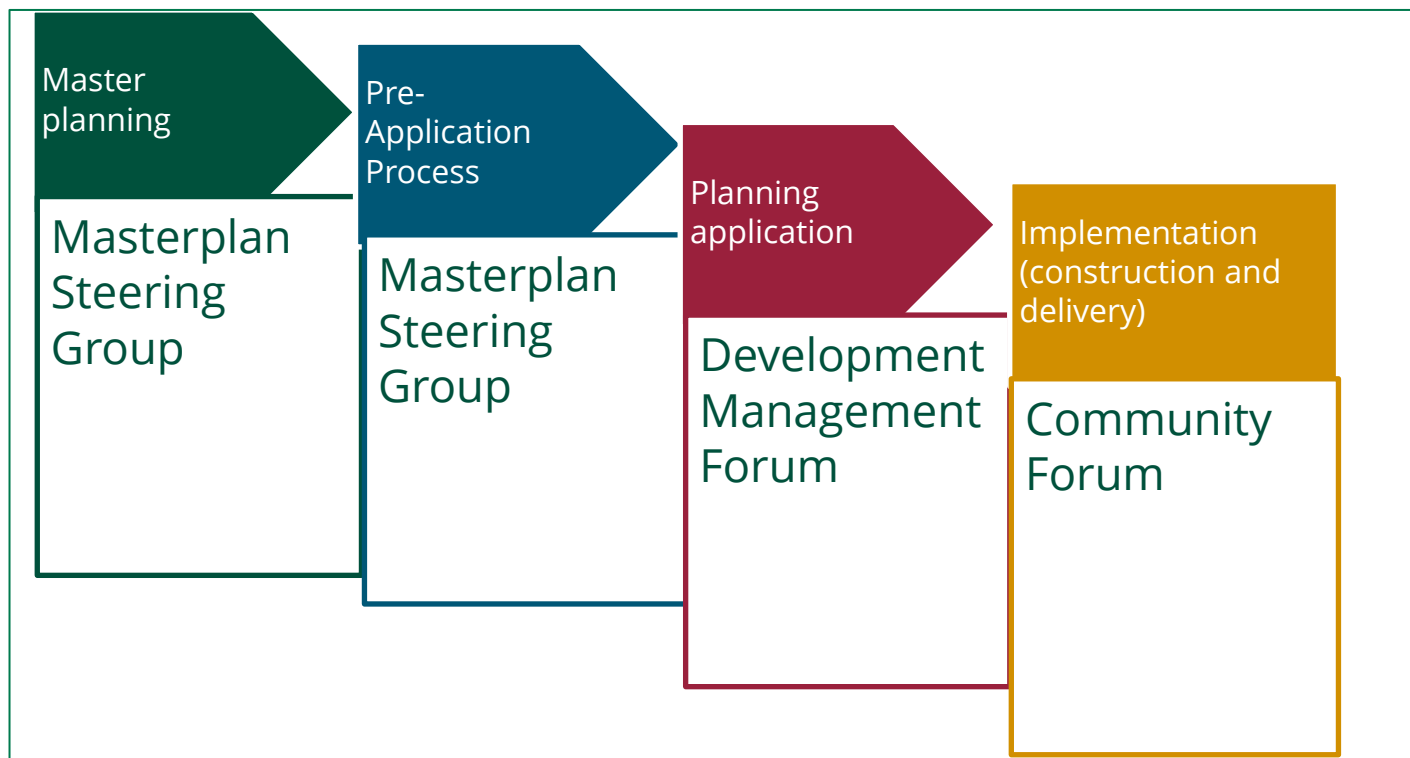 Master
planning
Masterplan
Steering
Group
Pre-
Application
Process
Masterplan
Steering
Group
Planning
application
Development
Management
Forum
Implementation
(construction and
delivery)
Community
Forum